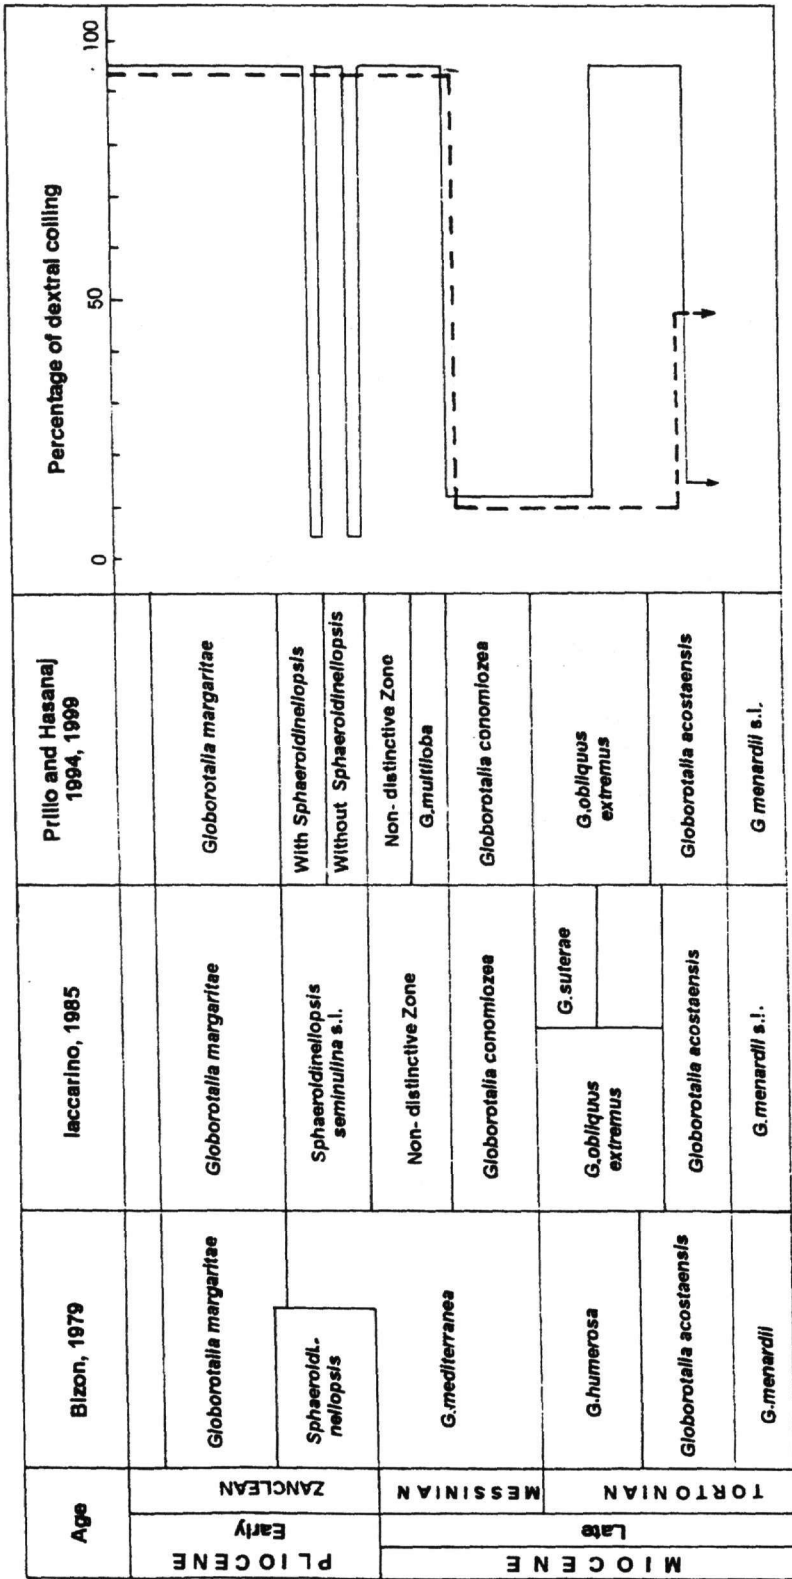 Age
Bizon, 1979
Iaccarino, 1985
Prillo and Hasanaj
1994, 1999
Percentage of dextral coiling
0
50
100
PLIOCENE
Early
ZANCLEAN
MIOCENE
Late
MESSINIAN
TORTONIAN
Globorotalia margaritae
Sphaeroidi.-
nellopsis
G.mediterranea
G.humerosa
Globorotalia acostaensis
G.menardii
Globorotalia margaritae
Sphaeroidinellopsis
seminulina s.l.
Non- distinctive Zone
Globorotalia conomiozea
G.obliquus
extremus
G.suterae
Globorotalia acostaensis
G.menardii s.l.
Globorotalia margaritae
With Sphaeroidinellopsis
Without Sphaeroidinellopsis
Non- distinctive Zone
G.multiloba
Globorotalia conomiozea
G.obliquus
extremus
Globorotalia acostaensis
G menardii s.l.